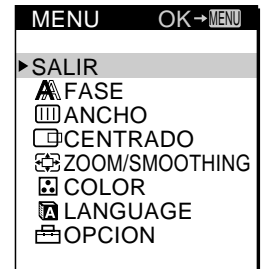 MENU OK→MENU
▶SALIR
FASE
ANCHO
CENTRADO
ZOOM/SMOOTHING
COLOR
LANGUAGE
OPCION